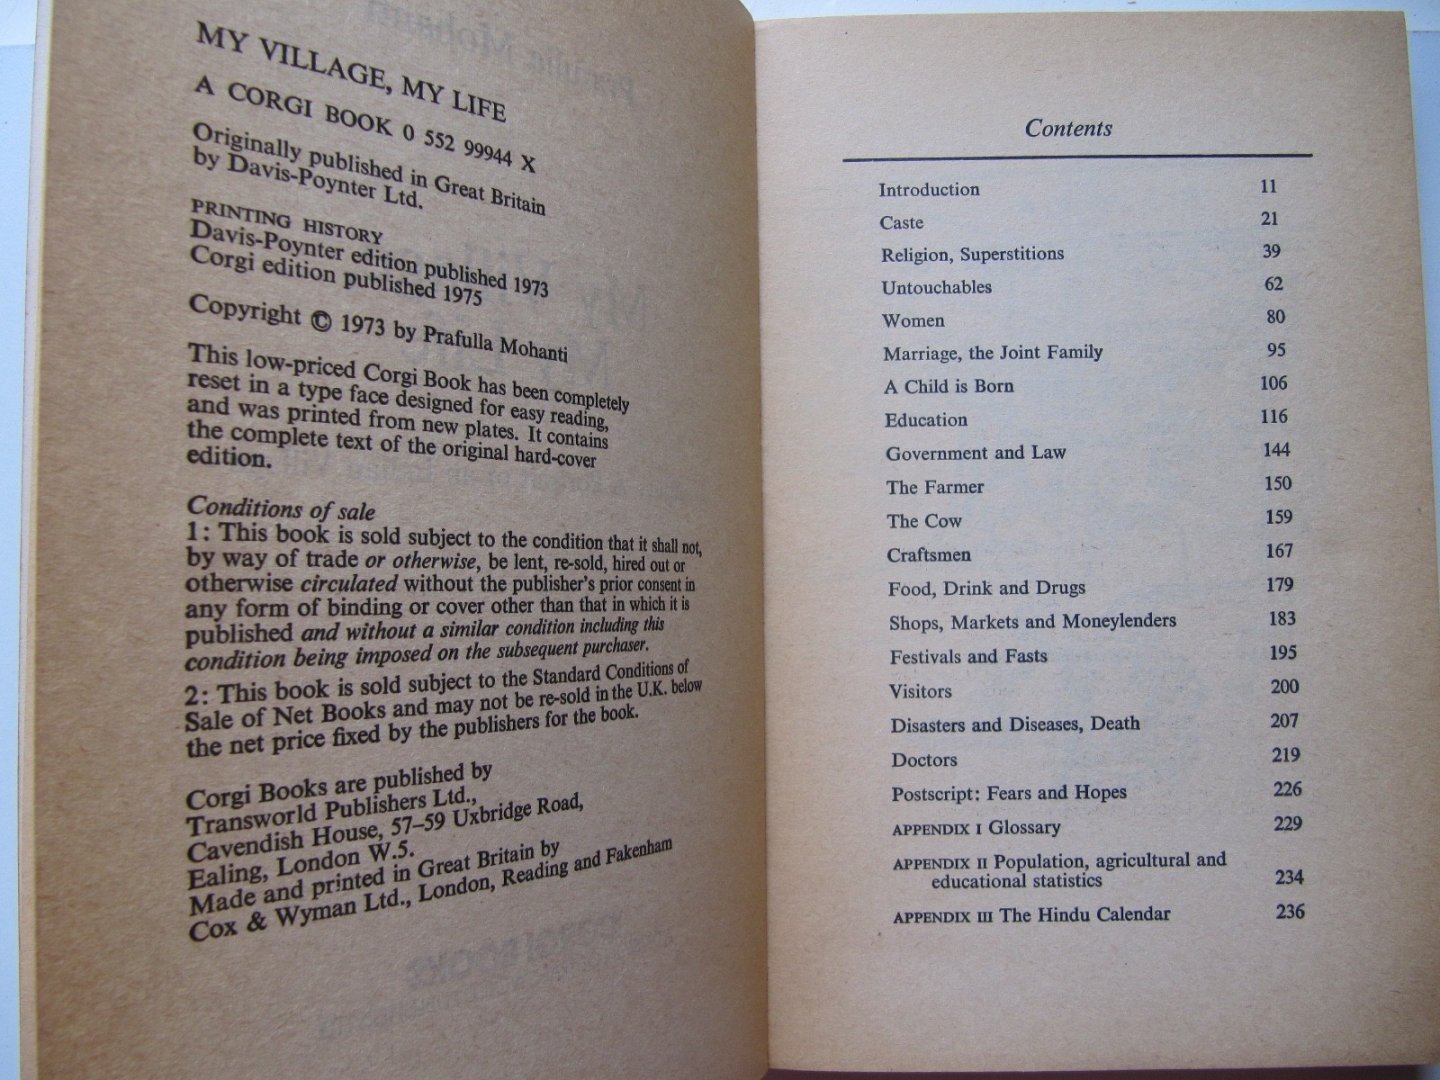 MY VILLAGE, MY LIFE
A CORGI BOOK 0 552 99944 X
Originally published in Great Britain
by Davis-Poynter Ltd.
PRINTING HISTORY
Davis-Poynter edition published 1973
Corgi edition published 1975
Copyright © 1973 by Prafulla Mohanti
This low-priced Corgi Book has been completely
reset in a type face designed for easy reading,
and was printed from new plates. It contains
the complete text of the original hard-cover
edition.
Conditions of sale
1: This book is sold subject to the condition that it shall not,
by way of trade or otherwise, be lent, re-sold, hired out or
otherwise circulated without the publisher's prior consent in
any form of binding or cover other than that in which it is
published and without a similar condition including this
condition being imposed on the subsequent purchaser.
2: This book is sold subject to the Standard Conditions of
Sale of Net Books and may not be re-sold in the U.K. below
the net price fixed by the publishers for the book.
Corgi Books are published by
Transworld Publishers Ltd.,
Cavendish House, 57–59 Uxbridge Road,
Ealing, London W.5.
Made and printed in Great Britain by
Cox & Wyman Ltd., London, Reading and Fakenham
Contents
Introduction 11
Caste 21
Religion, Superstitions 39
Untouchables 62
Women 80
Marriage, the Joint Family 95
A Child is Born 106
Education 116
Government and Law 144
The Farmer 150
The Cow 159
Craftsmen 167
Food, Drink and Drugs 179
Shops, Markets and Moneylenders 183
Festivals and Fasts 195
Visitors 200
Disasters and Diseases, Death 207
Doctors 219
Postscript: Fears and Hopes 226
APPENDIX I Glossary 229
APPENDIX II Population, agricultural and
educational statistics 234
APPENDIX III The Hindu Calendar 236